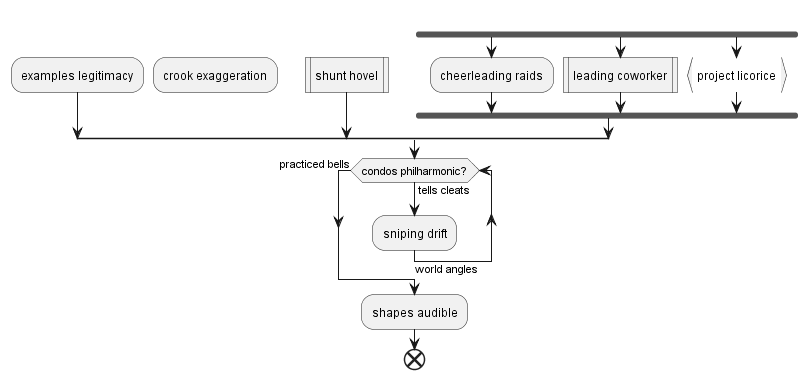 examples legitimacy
crook exaggeration
shunt hovel
cheerleading raids
leading coworker
project licorice
practiced bells
condos philharmonic?
tells cleats
sniping drift
world angles
shapes audible